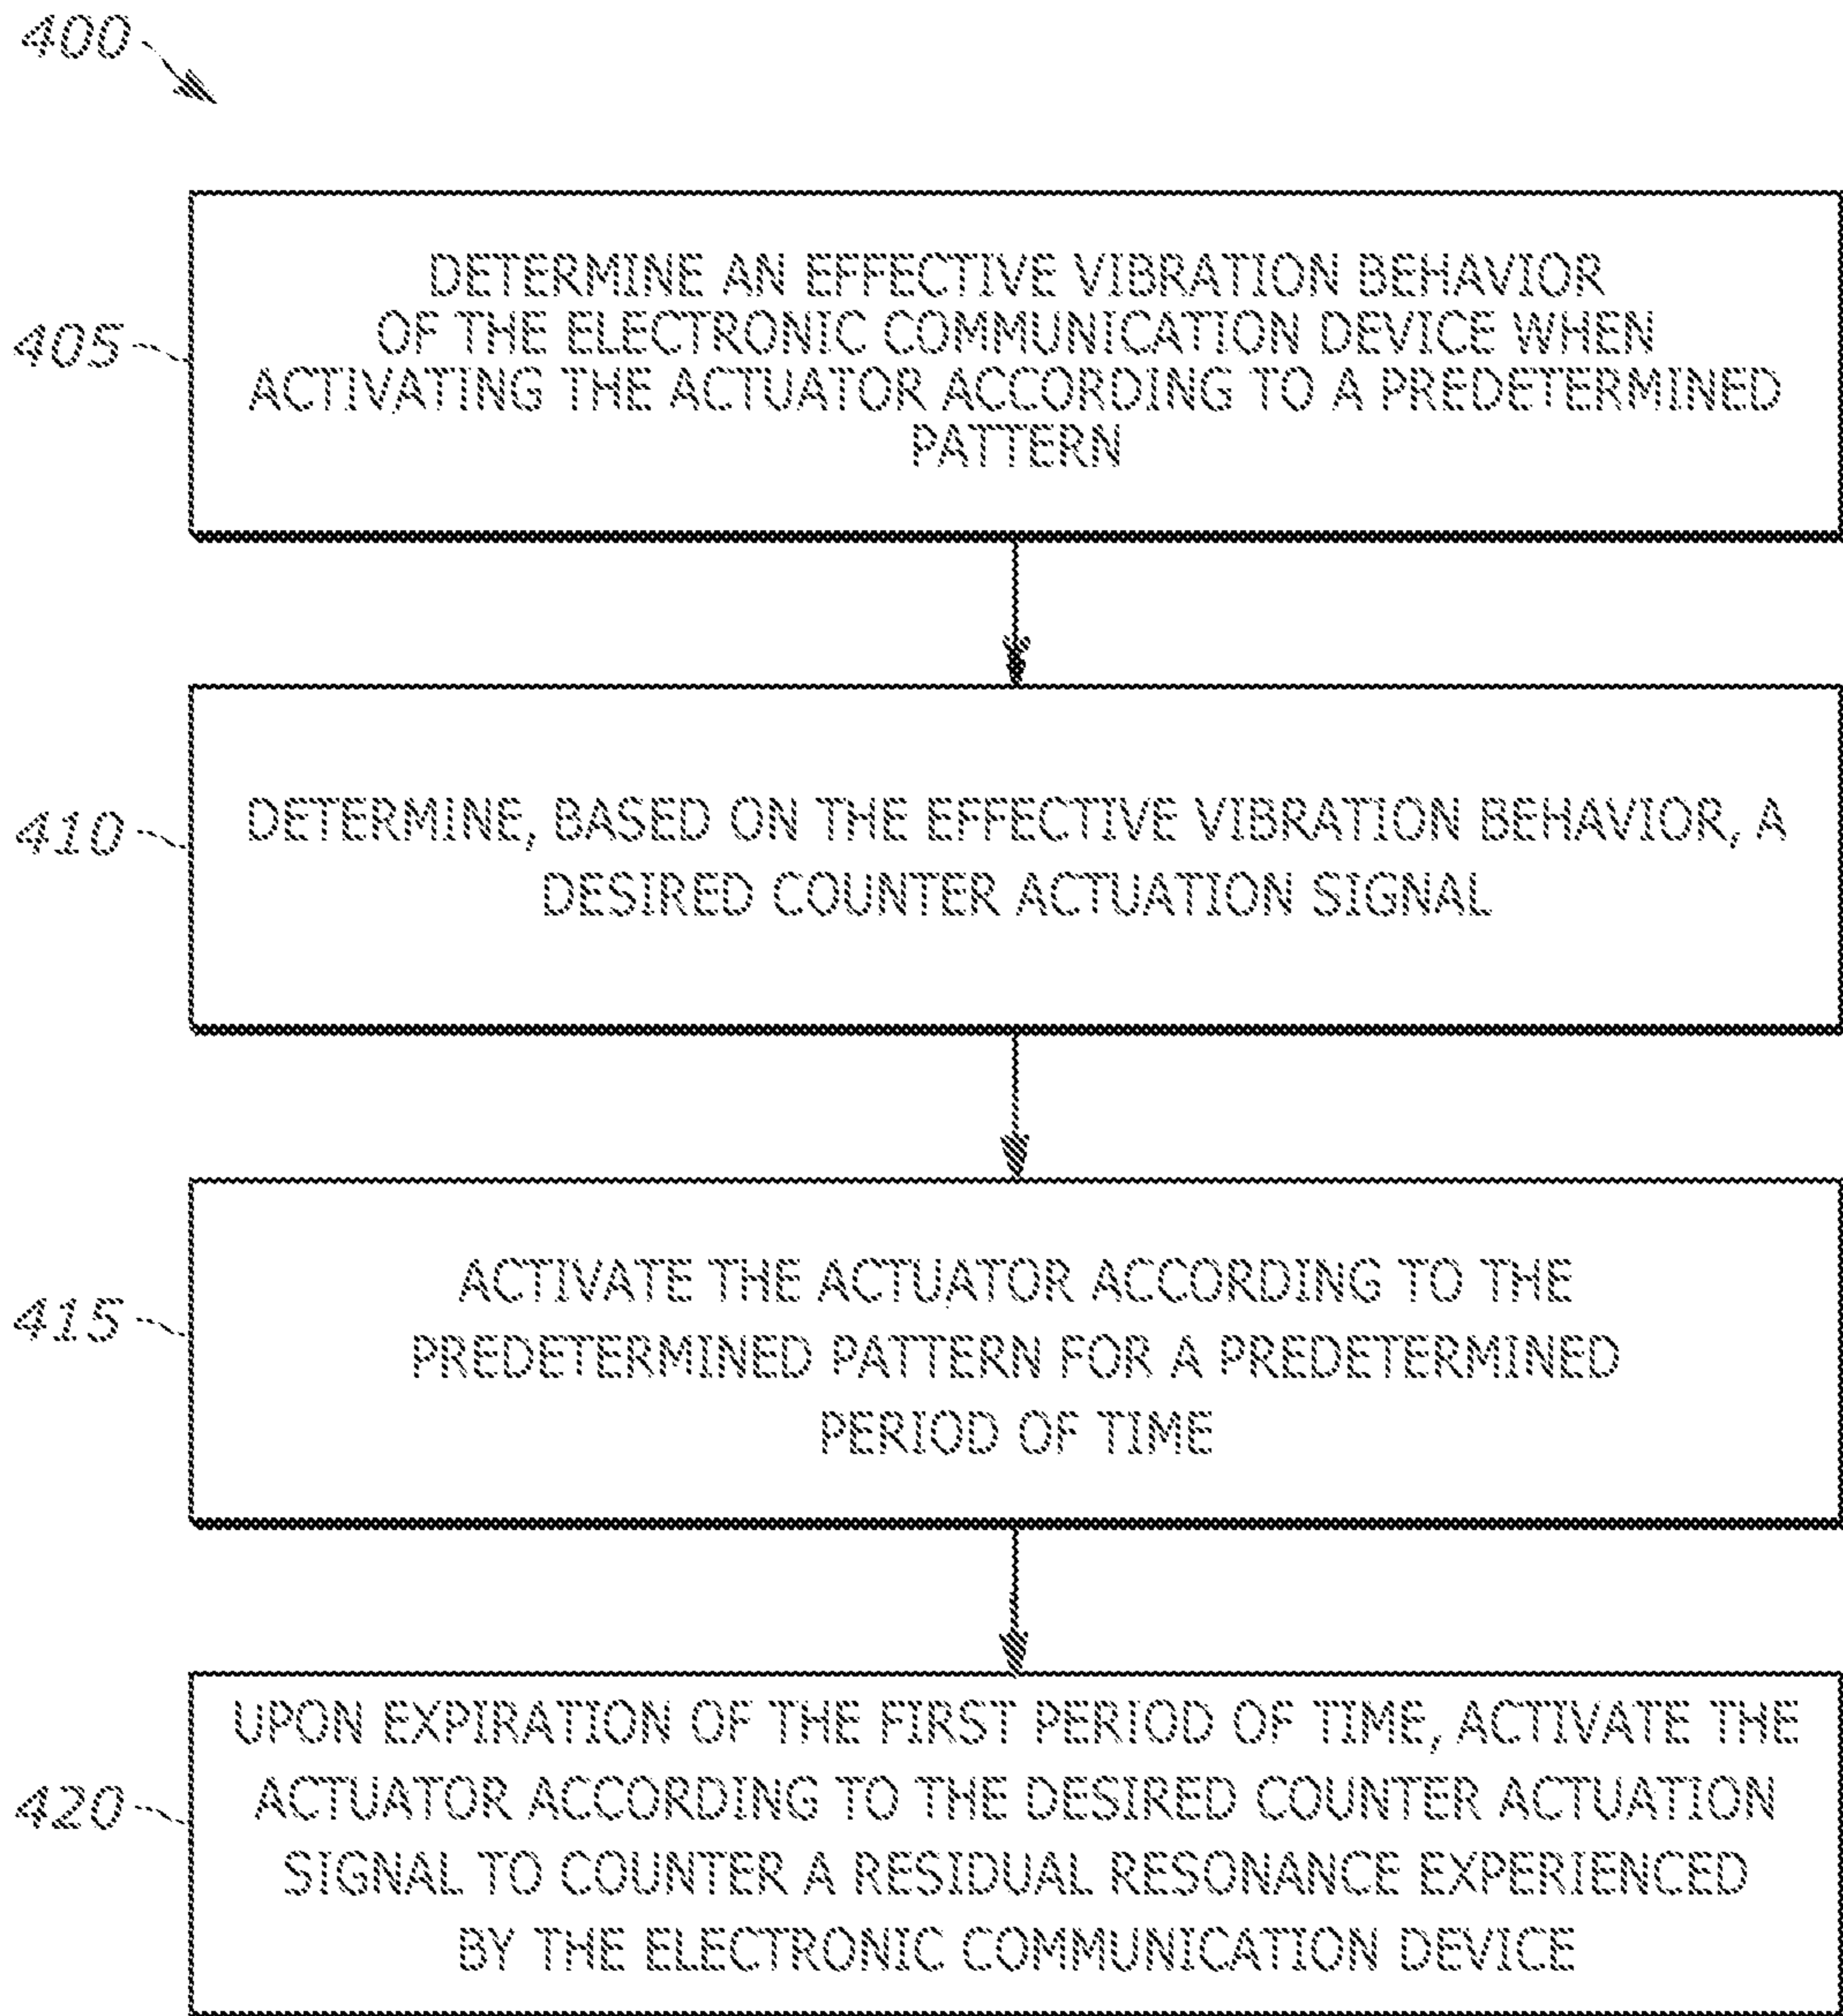 400
405
DETERMINE AN EFFECTIVE VIBRATION BEHAVIOR
OF THE ELECTRONIC COMMUNICATION DEVICE WHEN
ACTIVATING THE ACTUATOR ACCORDING TO A PREDETERMINED
PATTERN
410
DETERMINE, BASED ON THE EFFECTIVE VIBRATION BEHAVIOR, A
DESIRED COUNTER ACTUATION SIGNAL
415
ACTIVATE THE ACTUATOR ACCORDING TO THE
PREDETERMINED PATTERN FOR A PREDETERMINED
PERIOD OF TIME
420
UPON EXPIRATION OF THE FIRST PERIOD OF TIME, ACTIVATE THE
ACTUATOR ACCORDING TO THE DESIRED COUNTER ACTUATION
SIGNAL TO COUNTER A RESIDUAL RESONANCE EXPERIENCED
BY THE ELECTRONIC COMMUNICATION DEVICE